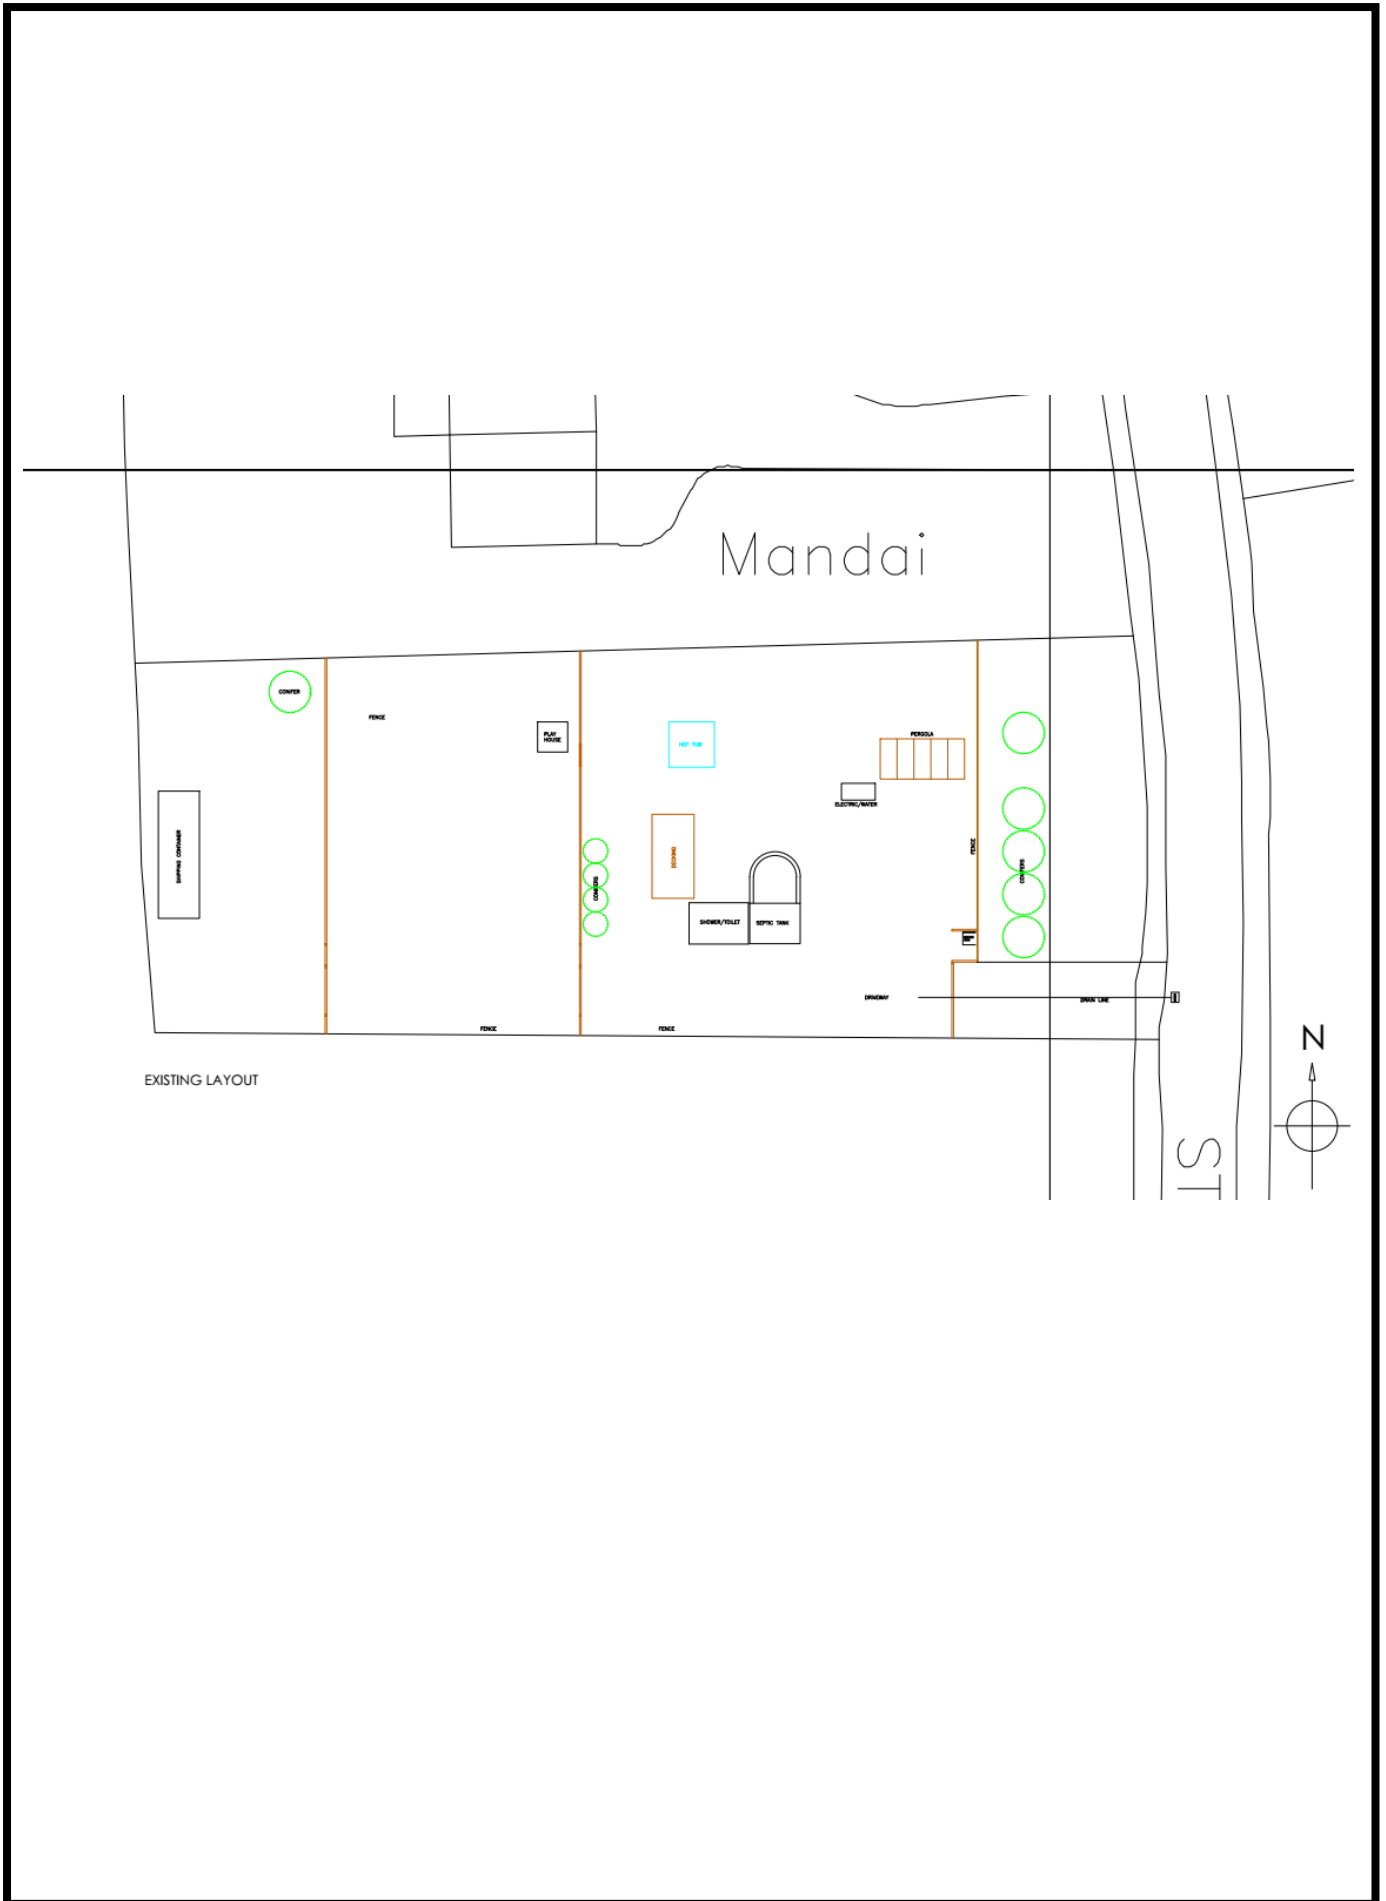 Mandai
CONIFER
FENCE
PLAY
HOUSE
HOT TUB
PERGOLA
ELECTRIC/WATER
SHIPPING CONTAINER
CONIFERS
DECKING
FENCE
CONIFERS
SHOWER/TOILET
SEPTIC TANK
DRIVEWAY
DRAIN LINE
FENCE
FENCE
EXISTING LAYOUT
N
ST